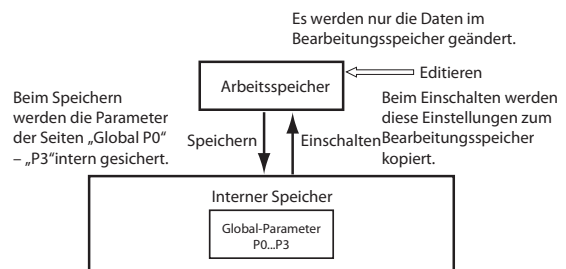 Es werden nur die Daten im
Bearbeitungsspeicher geändert.
Arbeitsspeicher
Editieren
Beim Speichern
werden die Parameter
der Seiten „Global P0“
– „P3“intern gesichert.
Speichern
Einschalten
Beim Einschalten werden
diese Einstellungen zum
Bearbeitungsspeicher
kopiert.
Interner Speicher
Global-Parameter
P0...P3